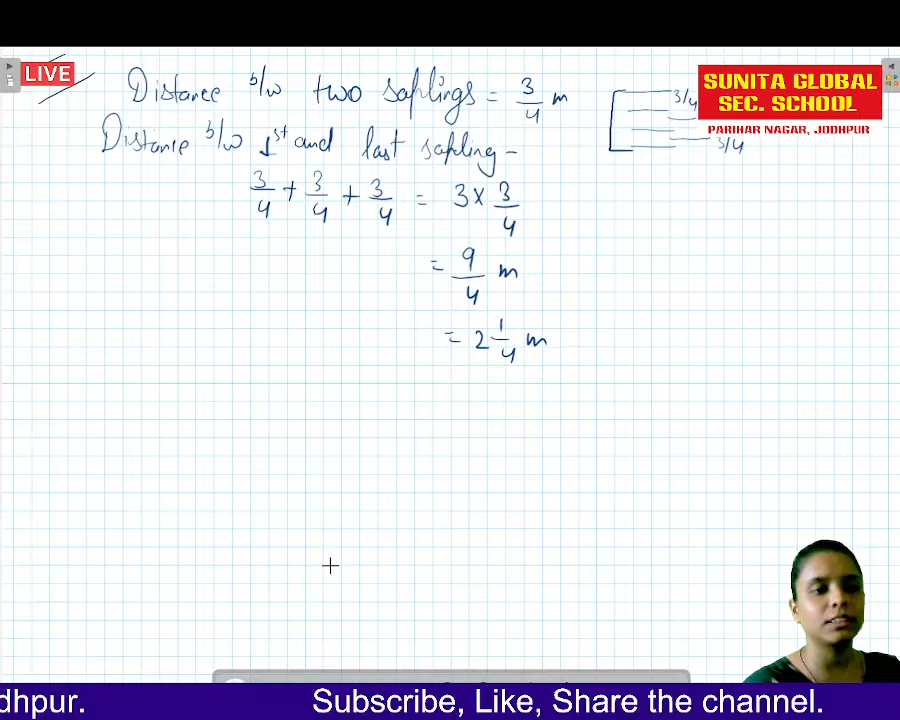 LIVE
Distance b/w two saplings = 3/4 m
SUNITA GLOBAL
SEC. SCHOOL
PARIHAR NAGAR, JODHPUR
3/4
3/4
Distance b/w 1st and last sapling –
3/4 + 3/4 + 3/4 = 3 × 3/4
= 9/4 m
= 2 1/4 m
dhpur. Subscribe, Like, Share the channel.